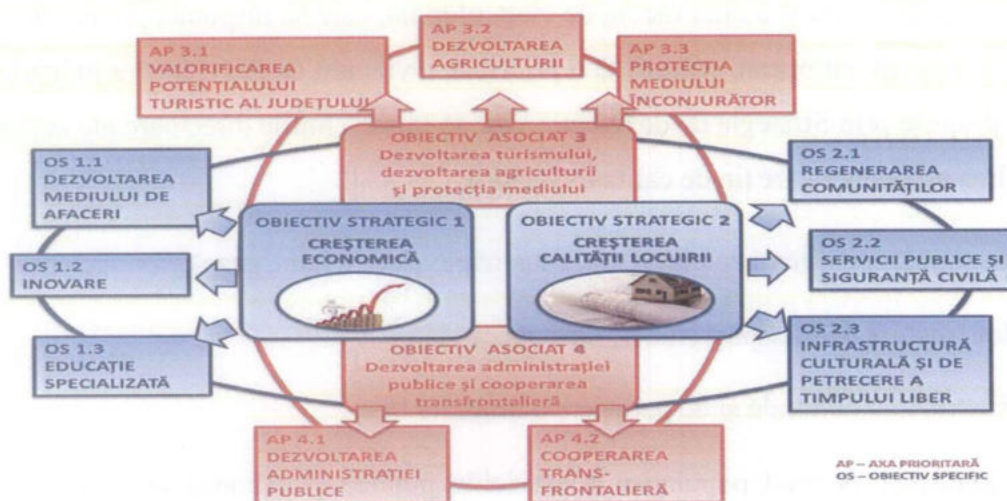 AP 3.2
DEZVOLTAREA
AGRICULTURII
AP 3.1
VALORIFICAREA
POTENȚIALULUI
TURISTIC AL JUDEȚULUI
AP 3.3
PROTECȚIA
MEDIULUI
ÎNCONJURĂTOR
OBIECTIV ASOCIAT 3
Dezvoltarea turismului,
dezvoltarea agriculturii
și protecția mediului
OS 1.1
DEZVOLTAREA
MEDIULUI DE
AFACERI
OS 2.1
REGENERAREA
COMUNITĂȚILOR
OBIECTIV STRATEGIC 1
CREȘTEREA
ECONOMICĂ
OBIECTIV STRATEGIC 2
CREȘTEREA
CALITĂȚII LOCUIRII
OS 1.2
INOVARE
OS 2.2
SERVICII PUBLICE ȘI
SIGURANȚĂ CIVILĂ
OS 1.3
EDUCAȚIE
SPECIALIZATĂ
OS 2.3
INFRASTRUCTURĂ
CULTURALĂ ȘI DE
PETRECERE A
TIMPULUI LIBER
OBIECTIV ASOCIAT 4
Dezvoltarea administrației
publice și cooperarea
transfrontalieră
AP 4.1
DEZVOLTAREA
ADMINISTRAȚIEI
PUBLICE
AP 4.2
COOPERAREA
TRANS-
FRONTALIERĂ
AP – AXA PRIORITARĂ
OS – OBIECTIV SPECIFIC